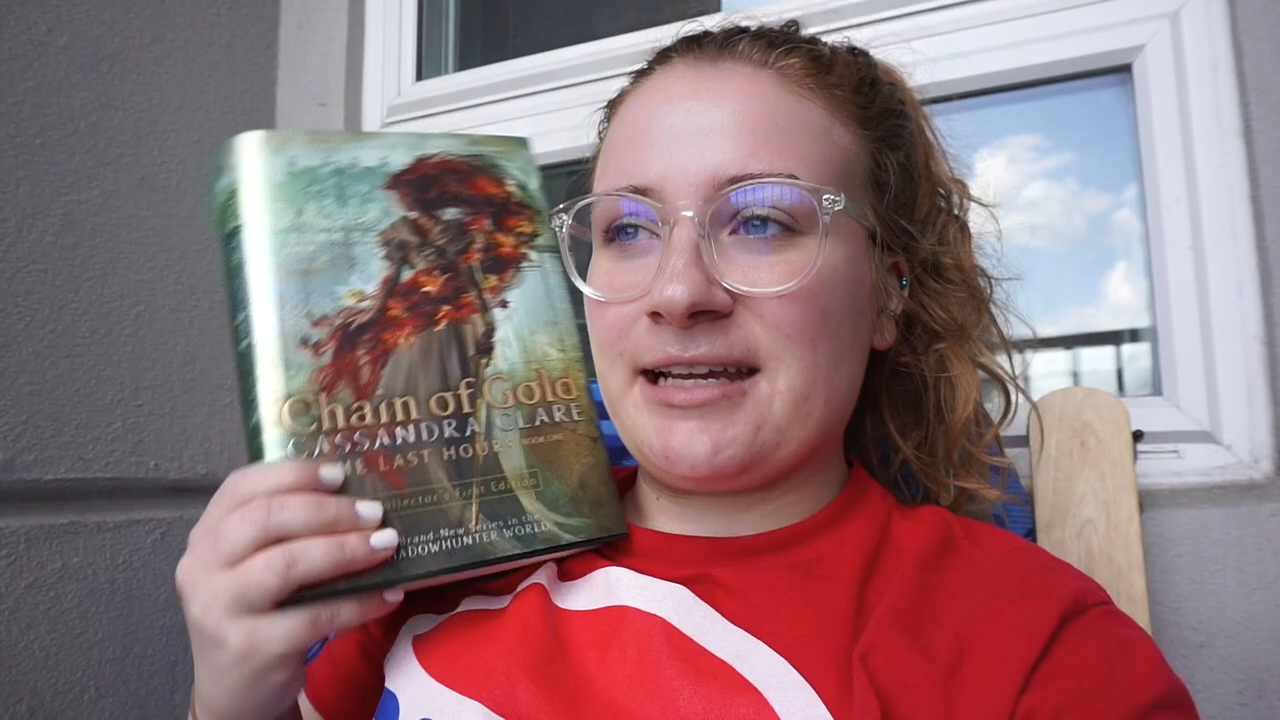 Chain of Gold
CASSANDRA CLARE
THE LAST HOURS BOOK ONE
Collector's First Edition
Brand-New Series in the
SHADOWHUNTER WORLD